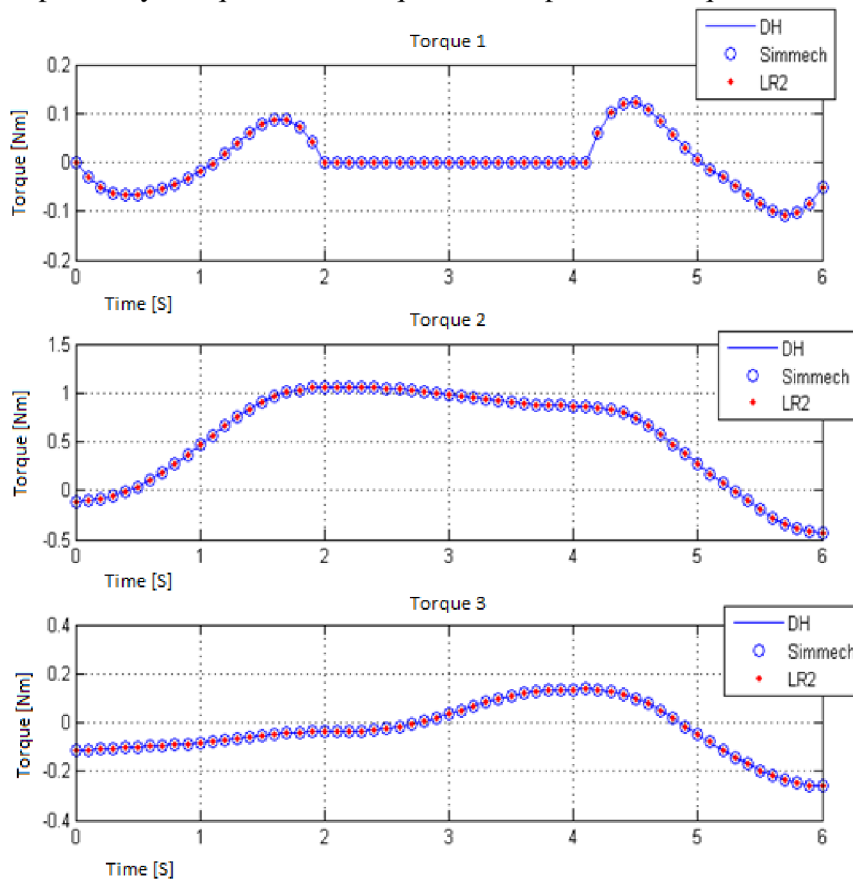 Torque 1
DH
Simmech
LR2
Torque [Nm]
0.2
0.1
0
-0.1
-0.2
0 1 2 3 4 5 6
Time [S]
Torque 2
DH
Simmech
LR2
Torque [Nm]
1.5
1
0.5
0
-0.5
0 1 2 3 4 5 6
Time [S]
Torque 3
DH
Simmech
LR2
Torque [Nm]
0.4
0.2
0
-0.2
-0.4
0 1 2 3 4 5 6
Time [S]